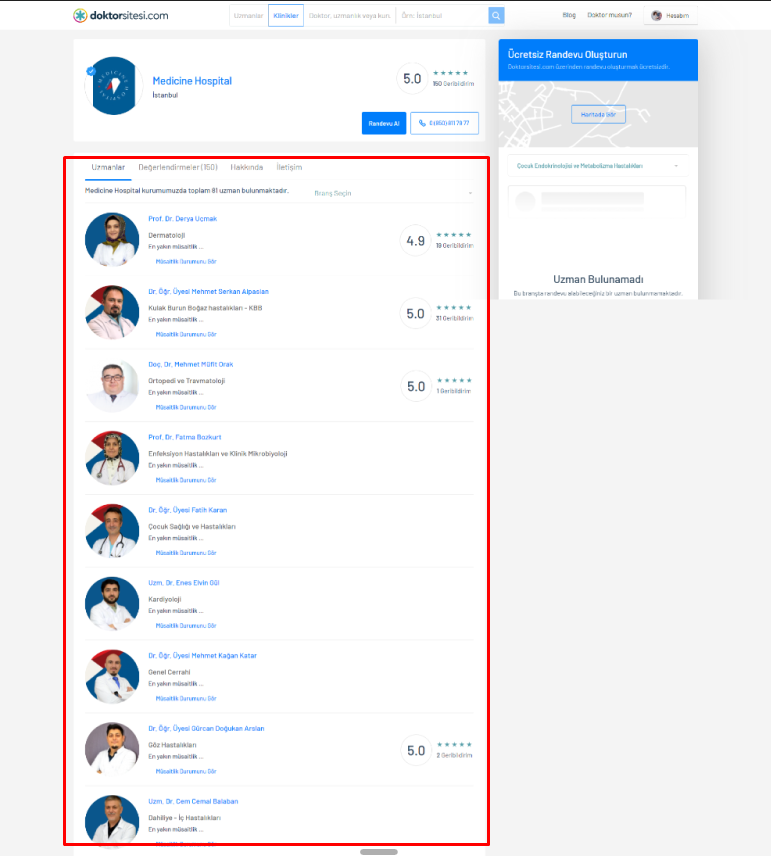 doktorsitesi.com
Uzmanlar
Klinikler
Doktor, uzmanlık veya kuru
Örn: İstanbul
Blog
Doktor musun?
Hesabım
Medicine Hospital
İstanbul
5.0
150 Geribildirim
Randevu Al
Ücretsiz Randevu Oluşturun
Doktorsitesi.com üzerinden randevu oluşturmak ücretsizdir.
Haritada Gör
Çocuk Endokrinolojisi ve Metabolizma Hastalıkları
Uzman Bulunamadı
Bu branşta randevu alabileceğiniz bir uzman bulunmamaktadır.
Uzmanlar
Değerlendirmeler (150)
Hakkında
İletişim
Medicine Hospital kurumumuzda toplam 81 uzman bulunmaktadır.
Branş Seçin
Prof. Dr. Derya Uçmak
Dermatoloji
En yakın müsaitlik ...
Müsaitlik Durumunu Gör
4.9
19 Geribildirim
Dr. Öğr. Üyesi Mehmet Serkan Alpaslan
Kulak Burun Boğaz hastalıkları - KBB
En yakın müsaitlik ...
Müsaitlik Durumunu Gör
5.0
31 Geribildirim
Doç. Dr. Mehmet Müfit Orak
Ortopedi ve Travmatoloji
En yakın müsaitlik ...
Müsaitlik Durumunu Gör
5.0
1 Geribildirim
Prof. Dr. Fatma Bozkurt
Enfeksiyon Hastalıkları ve Klinik Mikrobiyoloji
En yakın müsaitlik ...
Müsaitlik Durumunu Gör
Dr. Öğr. Üyesi Fatih Karan
Çocuk Sağlığı ve Hastalıkları
En yakın müsaitlik ...
Müsaitlik Durumunu Gör
Uzm. Dr. Enes Elvin Gül
Kardiyoloji
En yakın müsaitlik ...
Müsaitlik Durumunu Gör
Dr. Öğr. Üyesi Mehmet Kağan Katar
Genel Cerrahi
En yakın müsaitlik ...
Müsaitlik Durumunu Gör
Dr. Öğr. Üyesi Gürcan Doğukan Arslan
Göz Hastalıkları
En yakın müsaitlik ...
Müsaitlik Durumunu Gör
5.0
2 Geribildirim
Uzm. Dr. Cem Cemal Balaban
Dahiliye - İç Hastalıkları
En yakın müsaitlik ...
Müsaitlik Durumunu Gör